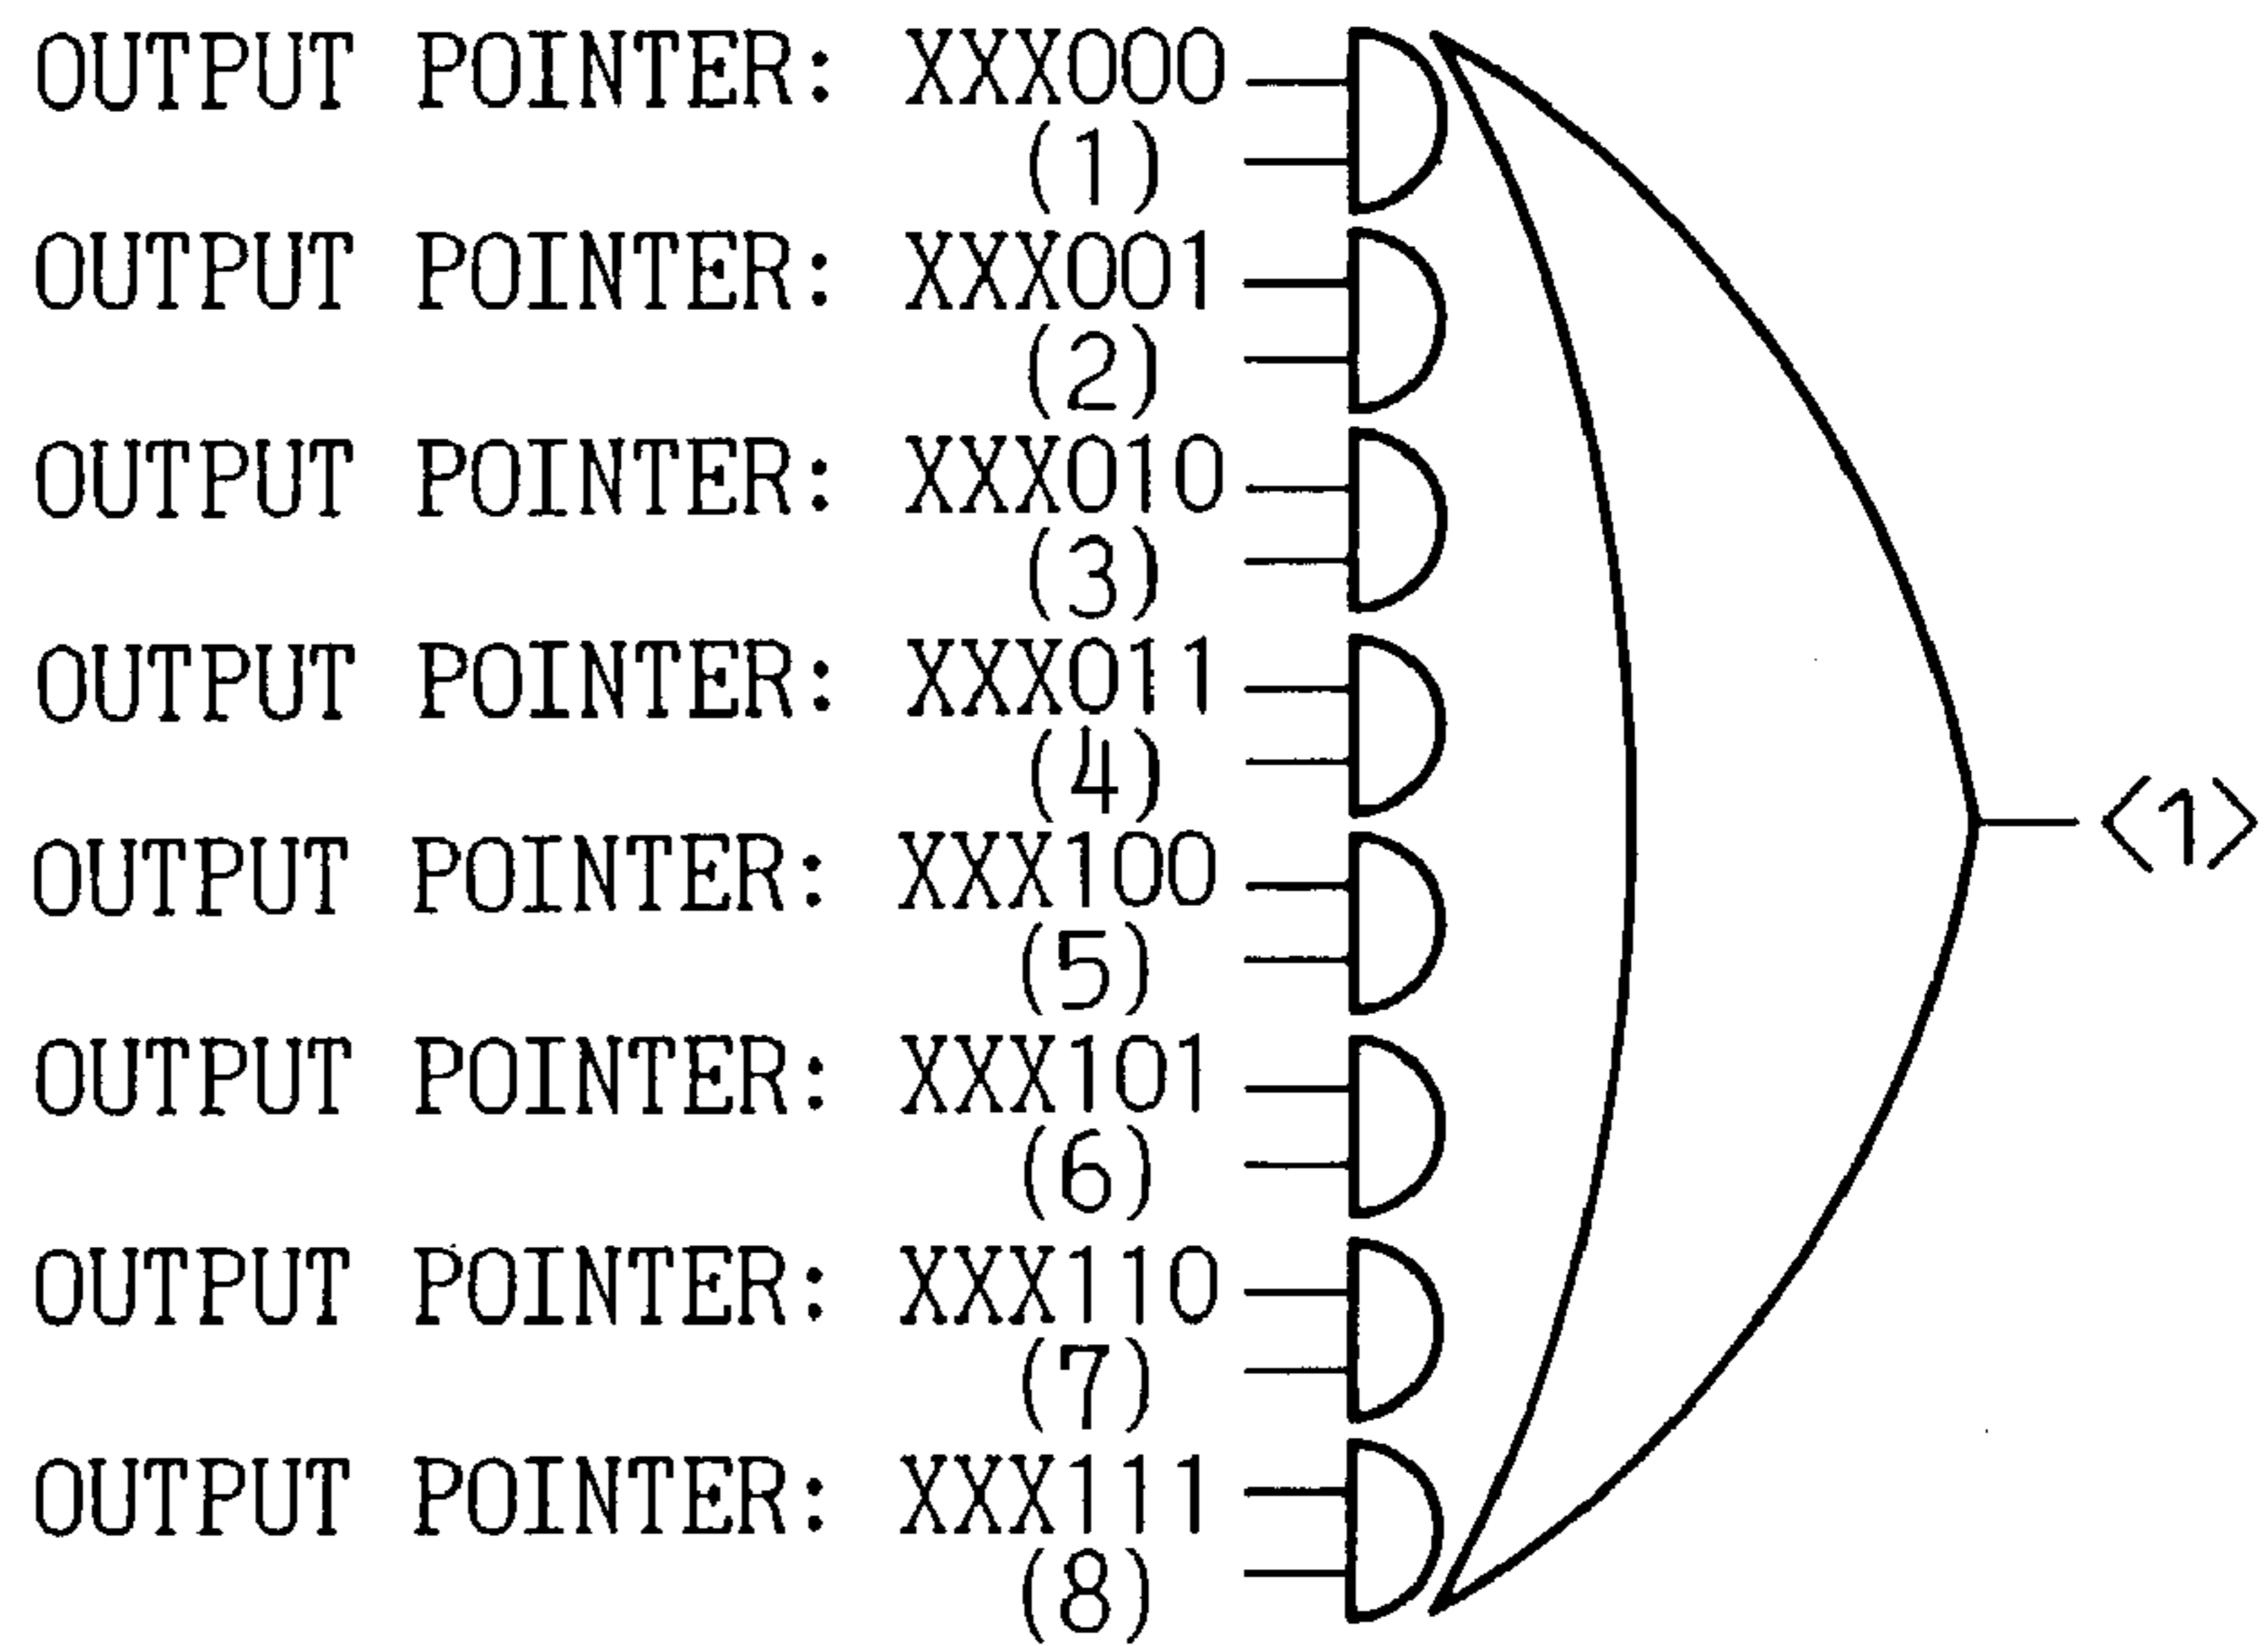 OUTPUT POINTER: XXX000
(1)
OUTPUT POINTER: XXX001
(2)
OUTPUT POINTER: XXX010
(3)
OUTPUT POINTER: XXX011
(4)
OUTPUT POINTER: XXX100
(5)
OUTPUT POINTER: XXX101
(6)
OUTPUT POINTER: XXX110
(7)
OUTPUT POINTER: XXX111
(8)
<1>